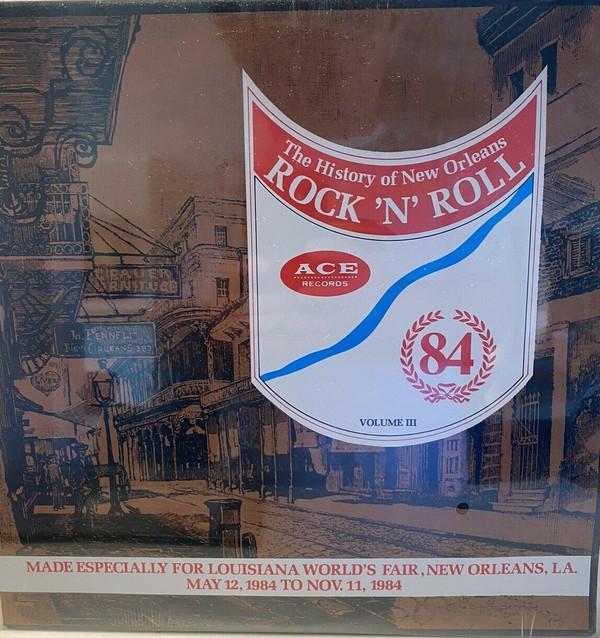 The History of New Orleans
ROCK 'N' ROLL
ACE
RECORDS
84
VOLUME III
BAUER
MADE ESPECIALLY FOR LOUISIANA WORLD'S FAIR, NEW ORLEANS, LA.
MAY 12, 1984 TO NOV. 11, 1984